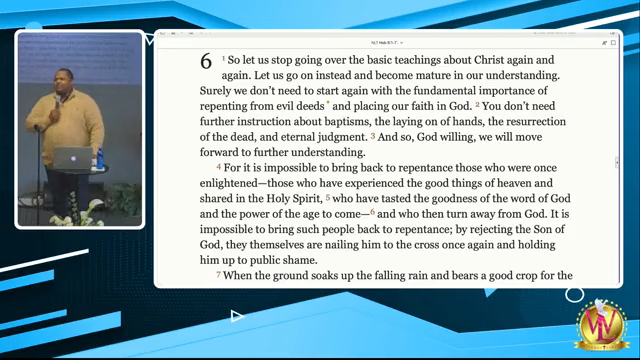 NLT Heb 6:1-7
6 1 So let us stop going over the basic teachings about Christ again and
again. Let us go on instead and become mature in our understanding.
Surely we don't need to start again with the fundamental importance of
repenting from evil deeds* and placing our faith in God. 2 You don't need
further instruction about baptisms, the laying on of hands, the resurrection
of the dead, and eternal judgment. 3 And so, God willing, we will move
forward to further understanding.
4 For it is impossible to bring back to repentance those who were once
enlightened—those who have experienced the good things of heaven and
shared in the Holy Spirit, 5 who have tasted the goodness of the word of God
and the power of the age to come—6 and who then turn away from God. It is
impossible to bring such people back to repentance; by rejecting the Son of
God, they themselves are nailing him to the cross once again and holding
him up to public shame.
7 When the ground soaks up the falling rain and bears a good crop for the